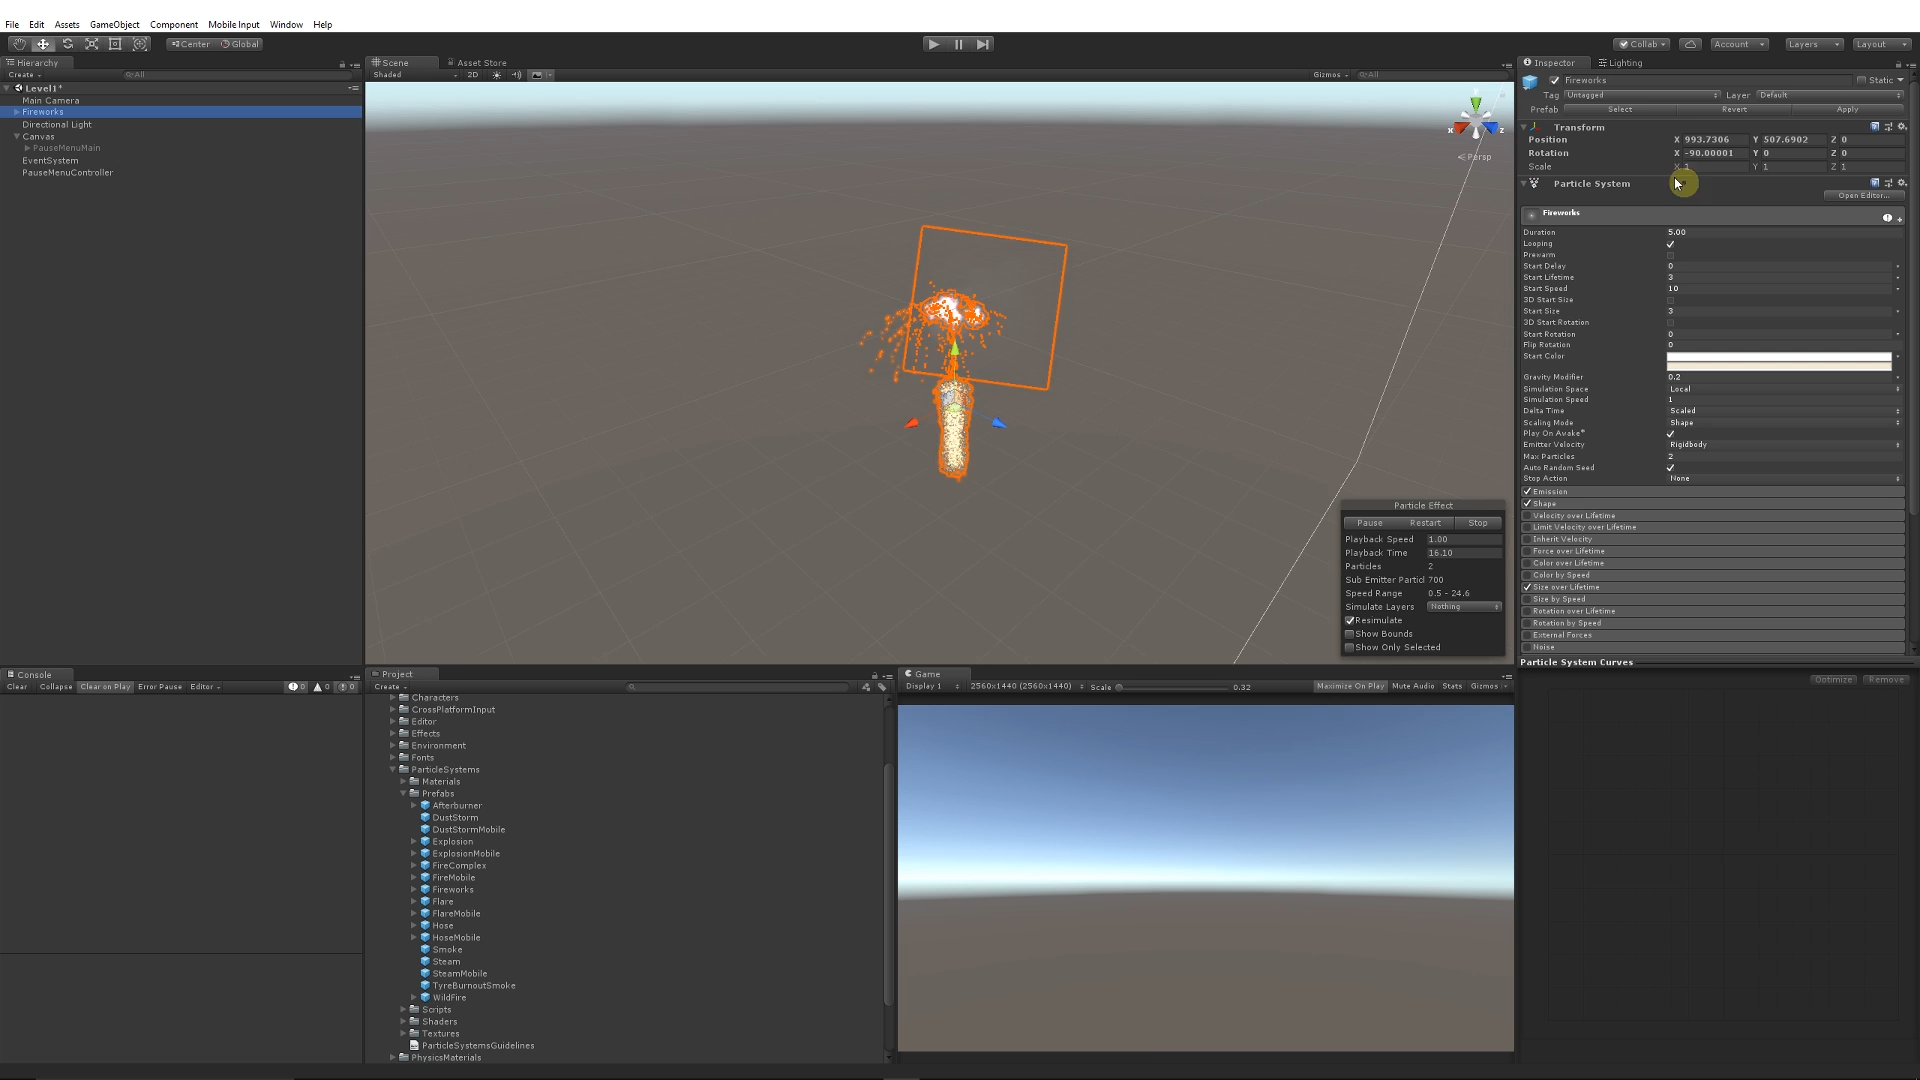 File Edit Assets GameObject Component Mobile Input Window Help
Center Global
Collab Account Layers Layout
Hierarchy
Create All
Level1*
Main Camera
Fireworks
Directional Light
Canvas
PauseMenuMain
EventSystem
PauseMenuController
Scene Asset Store
Shaded 2D Gizmos All
Persp
Particle Effect
Pause Restart Stop
Playback Speed 1.00
Playback Time 16.10
Particles 2
Sub Emitter Particl 700
Speed Range 0.5 - 24.6
Simulate Layers Nothing
Resimulate
Show Bounds
Show Only Selected
Inspector Lighting
Fireworks Static
Tag Untagged Layer Default
Prefab Select Revert Apply
Transform
Position X 993.7306 Y 507.6902 Z 0
Rotation X -90.00001 Y 0 Z 0
Scale X 1 Y 1 Z 1
Particle System
Open Editor...
Fireworks
Duration 5.00
Looping
Prewarm
Start Delay 0
Start Lifetime 3
Start Speed 10
3D Start Size
Start Size 3
3D Start Rotation
Start Rotation 0
Flip Rotation 0
Start Color
Gravity Modifier 0.2
Simulation Space Local
Simulation Speed 1
Delta Time Scaled
Scaling Mode Shape
Play On Awake*
Emitter Velocity Rigidbody
Max Particles 2
Auto Random Seed
Stop Action None
Emission
Shape
Velocity over Lifetime
Limit Velocity over Lifetime
Inherit Velocity
Force over Lifetime
Color over Lifetime
Color by Speed
Size over Lifetime
Size by Speed
Rotation over Lifetime
Rotation by Speed
External Forces
Noise
Particle System Curves
Optimize Remove
Console
Clear Collapse Clear on Play Error Pause Editor 0 0 0
Project
Create
Characters
CrossPlatformInput
Editor
Effects
Environment
Fonts
ParticleSystems
Materials
Prefabs
Afterburner
DustStorm
DustStormMobile
Explosion
ExplosionMobile
FireComplex
FireMobile
Fireworks
Flare
FlareMobile
Hose
HoseMobile
Smoke
Steam
SteamMobile
TyreBurnoutSmoke
WildFire
Scripts
Shaders
Textures
ParticleSystemsGuidelines
PhysicsMaterials
Game
Display 1 2560x1440 (2560x1440) Scale 0.32 Maximize On Play Mute Audio Stats Gizmos